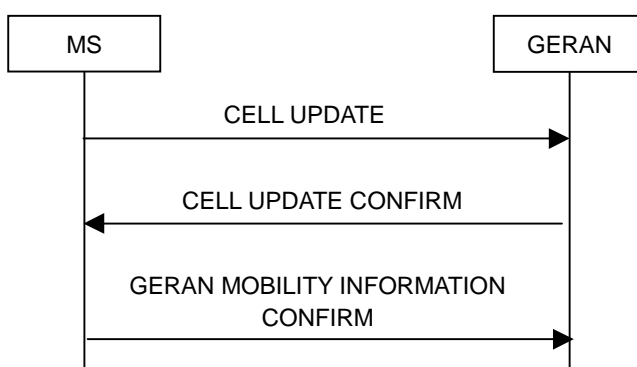 MS
GERAN
CELL UPDATE
CELL UPDATE CONFIRM
GERAN MOBILITY INFORMATION
CONFIRM